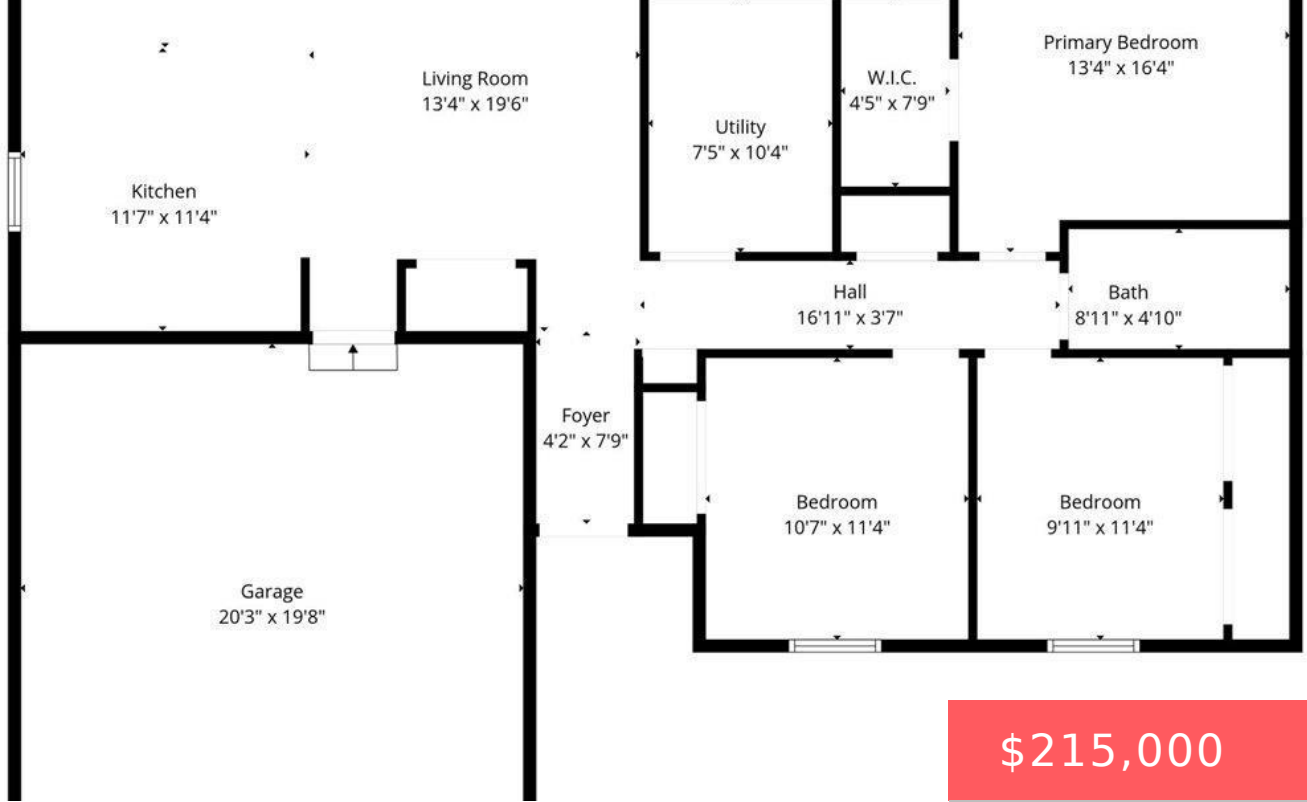 Primary Bedroom
13'4" x 16'4"
Living Room
13'4" x 19'6"
W.I.C.
4'5" x 7'9"
Utility
7'5" x 10'4"
Kitchen
11'7" x 11'4"
Hall
16'11" x 3'7"
Bath
8'11" x 4'10"
Foyer
4'2" x 7'9"
Bedroom
10'7" x 11'4"
Bedroom
9'11" x 11'4"
Garage
20'3" x 19'8"
$215,000